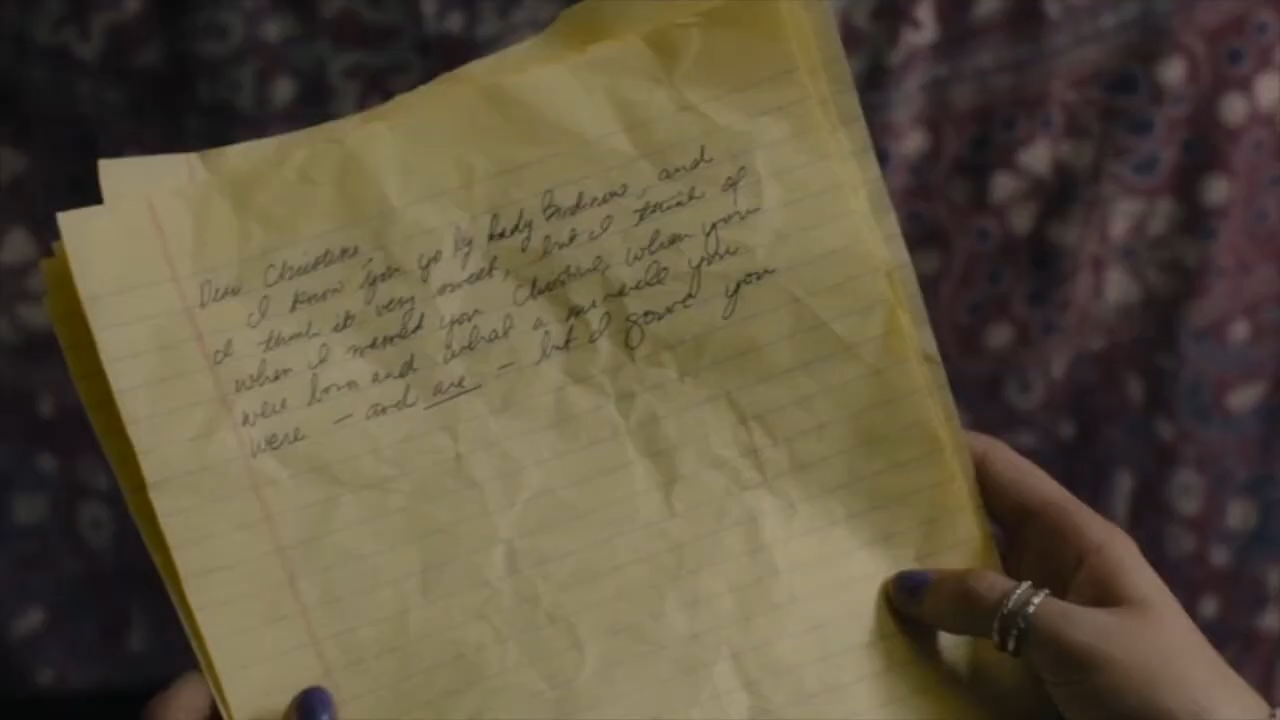 Dear Christine,
I know you go by Lady Bird now, and
I think it's very sweet, but I think of
when I named you Christine, when you
were born and what a miracle you
were – and are – but I gave you